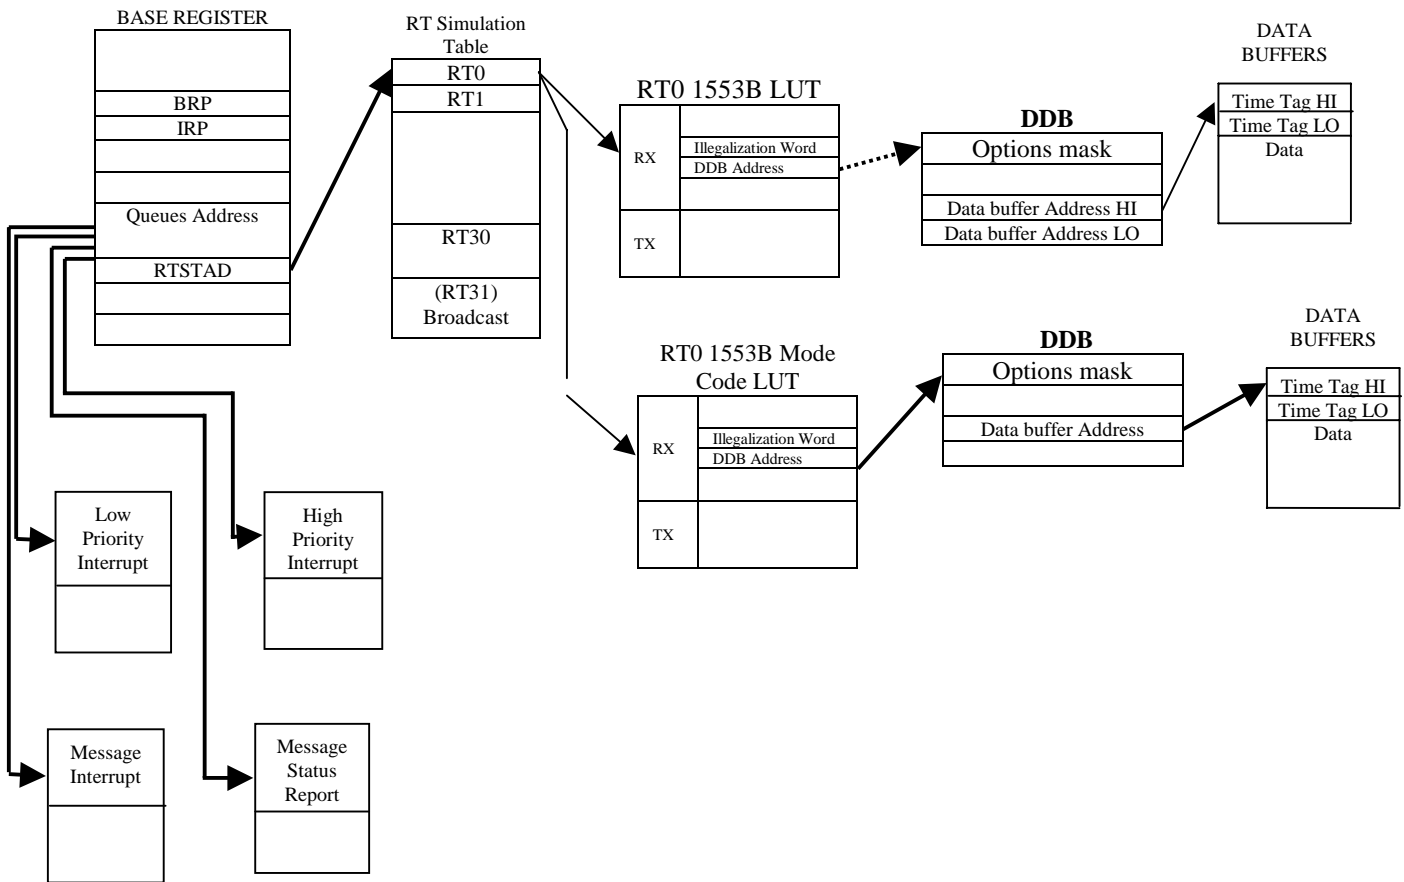 BASE REGISTER
BRP
IRP
Queues Address
RTSTAD
RT Simulation
Table
RT0
RT1
RT30
(RT31)
Broadcast
RT0 1553B LUT
RX
Illegalization Word
DDB Address
TX
DDB
Options mask
Data buffer Address HI
Data buffer Address LO
DATA
BUFFERS
Time Tag HI
Time Tag LO
Data
RT0 1553B Mode
Code LUT
RX
Illegalization Word
DDB Address
TX
DDB
Options mask
Data buffer Address
DATA
BUFFERS
Time Tag HI
Time Tag LO
Data
Low
Priority
Interrupt
High
Priority
Interrupt
Message
Interrupt
Message
Status
Report